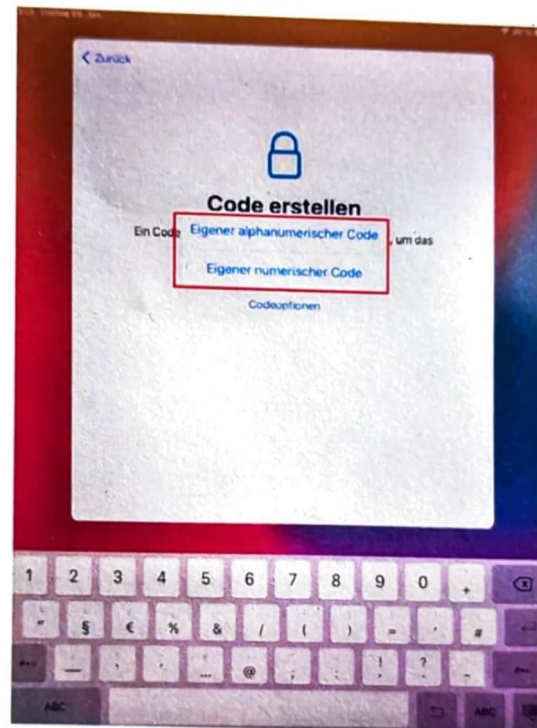 Zurück
Code erstellen
Ein Code Eigener alphanumerischer Code , um das
Eigener numerischer Code
Codeoptionen
1 2 3 4 5 6 7 8 9 0
" § € % & / ( ) = ' #
@ ; : ! ? -
ABC ABC